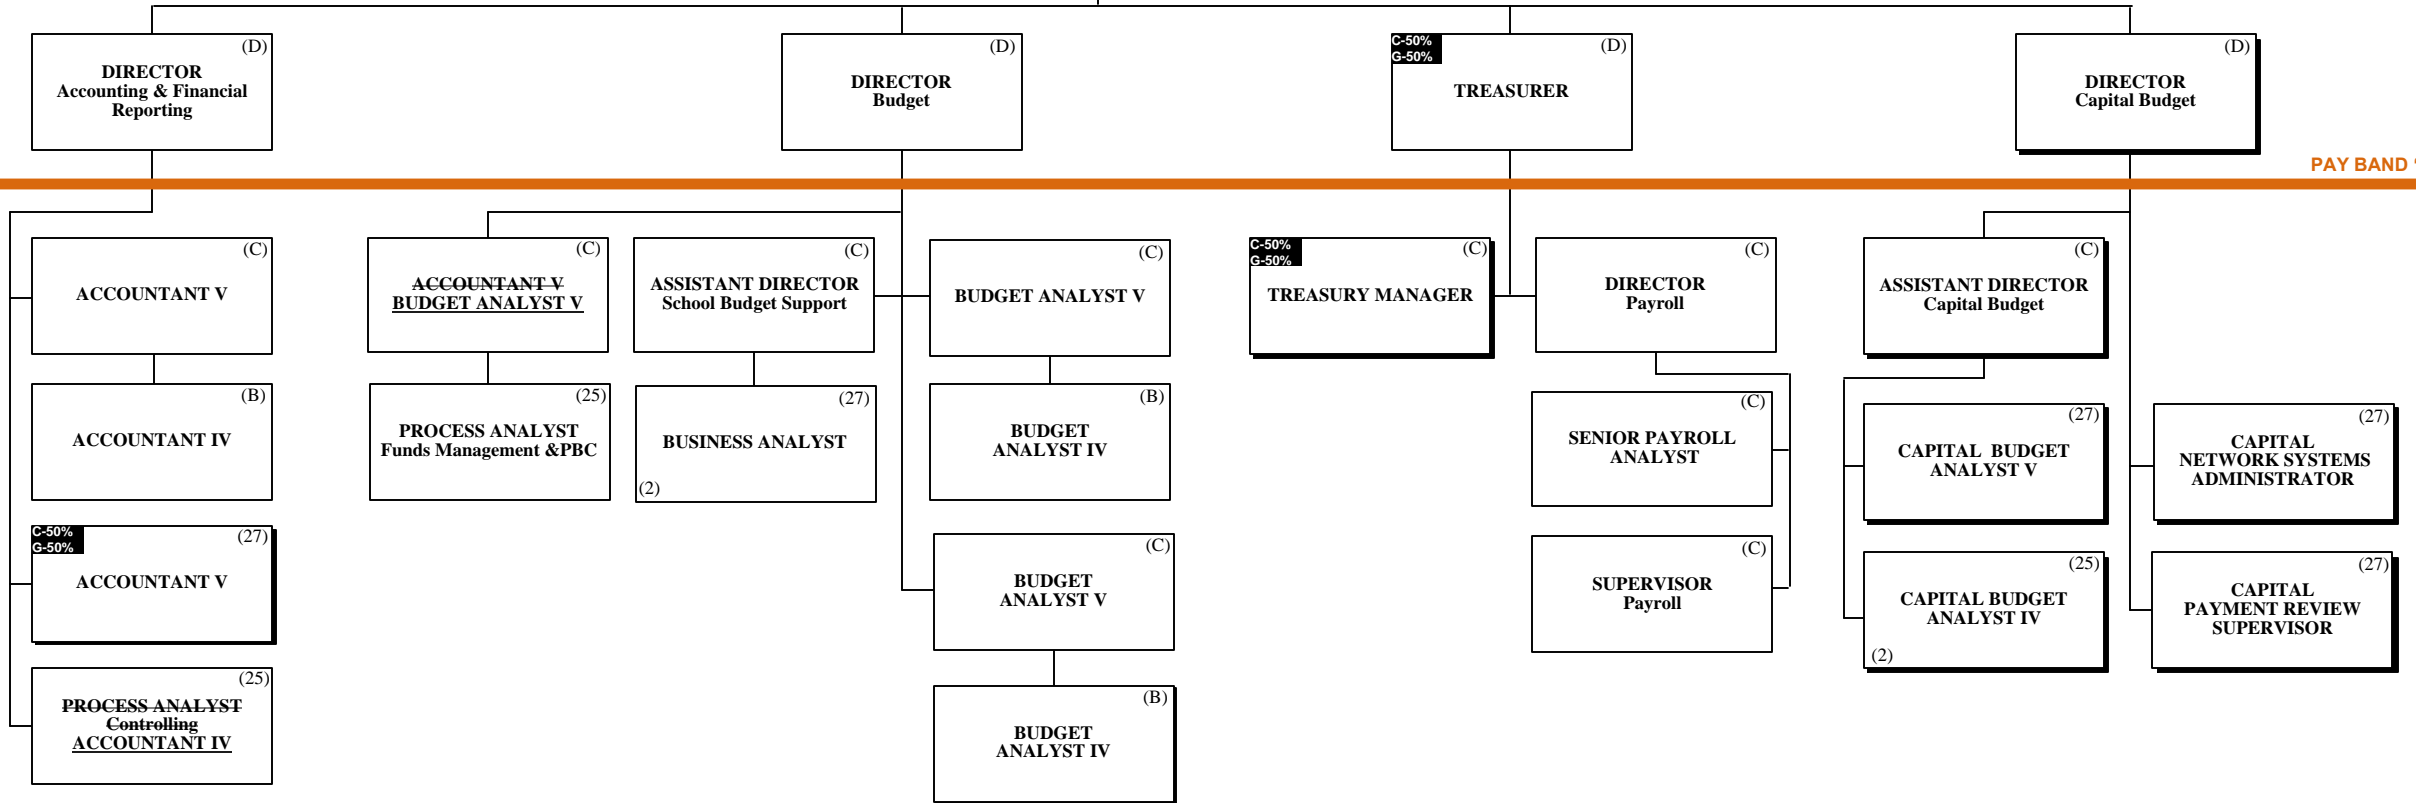 (D)
DIRECTOR
Accounting & Financial
Reporting
(D)
DIRECTOR
Budget
C-50%
G-50%
(D)
TREASURER
(D)
DIRECTOR
Capital Budget
PAY BAND
(C)
ACCOUNTANT V
(C)
ACCOUNTANT V
BUDGET ANALYST V
(C)
ASSISTANT DIRECTOR
School Budget Support
(C)
BUDGET ANALYST V
C-50%
G-50%
(C)
TREASURY MANAGER
(C)
DIRECTOR
Payroll
(C)
ASSISTANT DIRECTOR
Capital Budget
(B)
ACCOUNTANT IV
(25)
PROCESS ANALYST
Funds Management &PBC
(27)
BUSINESS ANALYST
(2)
(B)
BUDGET
ANALYST IV
(C)
SENIOR PAYROLL
ANALYST
(27)
CAPITAL BUDGET
ANALYST V
(27)
CAPITAL
NETWORK SYSTEMS
ADMINISTRATOR
C-50%
G-50%
(27)
ACCOUNTANT V
(C)
BUDGET
ANALYST V
(C)
SUPERVISOR
Payroll
(25)
CAPITAL BUDGET
ANALYST IV
(2)
(27)
CAPITAL
PAYMENT REVIEW
SUPERVISOR
(25)
PROCESS ANALYST
Controlling
ACCOUNTANT IV
(B)
BUDGET
ANALYST IV